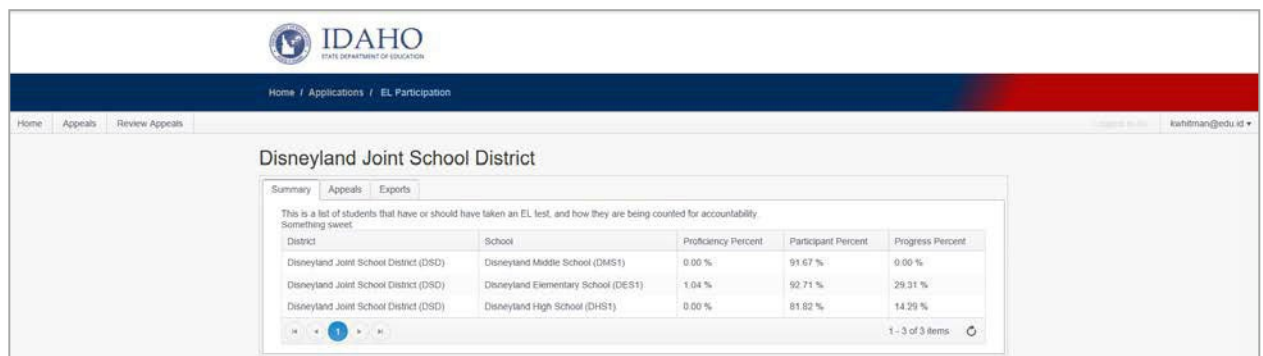 IDAHO
STATE DEPARTMENT OF EDUCATION
Home / Applications / EL Participation
Home Appeals Review Appeals kwhitman@edu.id
Disneyland Joint School District
Summary Appeals Exports
This is a list of students that have or should have taken an EL test, and how they are being counted for accountability.
Something sweet
District School Proficiency Percent Participant Percent Progress Percent
Disneyland Joint School District (DSD) Disneyland Middle School (DMS1) 0.00 % 91.67 % 0.00 %
Disneyland Joint School District (DSD) Disneyland Elementary School (DES1) 1.04 % 92.71 % 29.31 %
Disneyland Joint School District (DSD) Disneyland High School (DHS1) 0.00 % 81.82 % 14.29 %
1 1 - 3 of 3 items